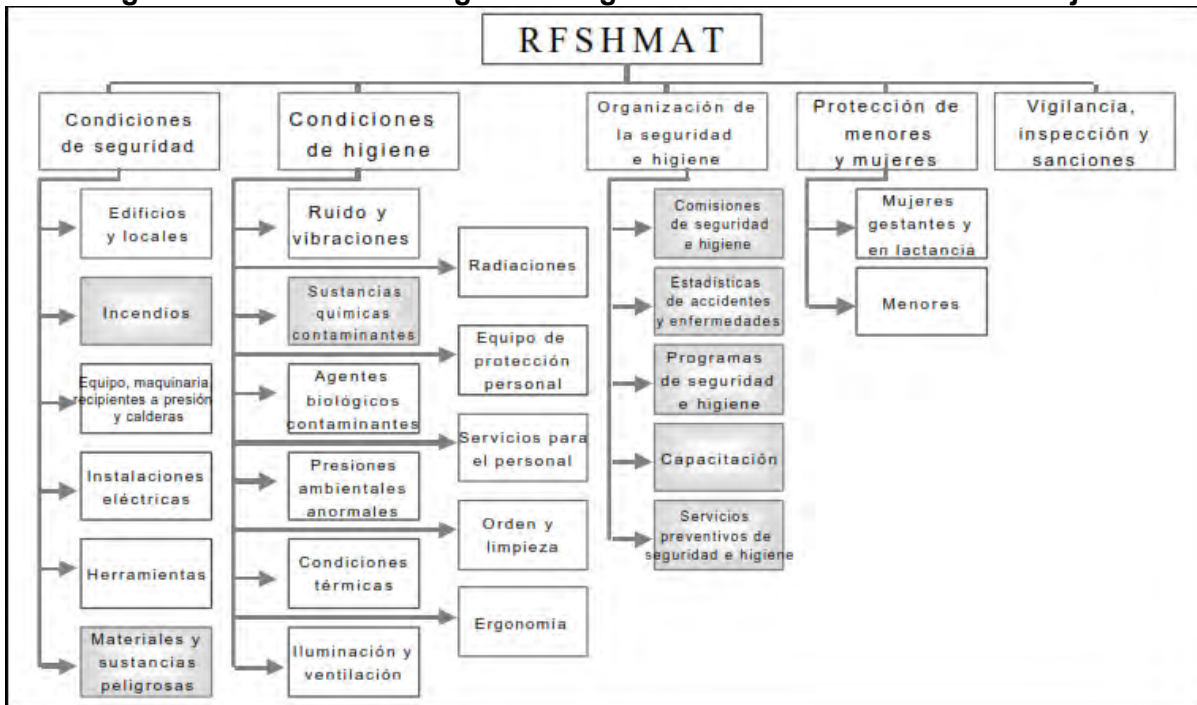 RFSHMAT
Condiciones
de seguridad
Edificios
y locales
Incendios
Equipo, maquinaria,
recipientes a presión
y calderas
Instalaciones
eléctricas
Herramientas
Materiales y
sustancias
peligrosas
Condiciones
de higiene
Ruido y
vibraciones
Radiaciones
Sustancias
químicas
contaminantes
Equipo de
protección
personal
Agentes
biológicos
contaminantes
Servicios para
el personal
Presiones
ambientales
anormales
Orden y
limpieza
Condiciones
térmicas
Ergonomía
Iluminación y
ventilación
Organización de
la seguridad
e higiene
Comisiones
de seguridad
e higiene
Estadísticas
de accidentes
y enfermedades
Programas
de seguridad
e higiene
Capacitación
Servicios
preventivos de
seguridad e higiene
Protección de
menores
y mujeres
Mujeres
gestantes y
en lactancia
Menores
Vigilancia,
inspección y
sanciones